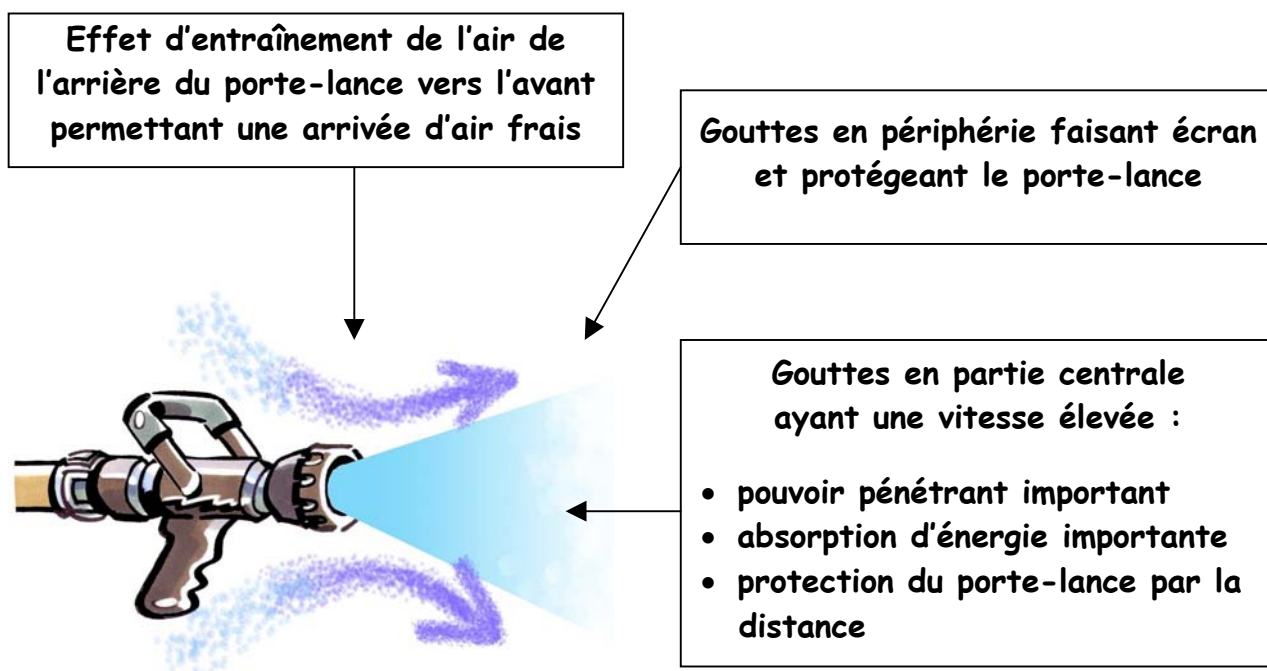 Effet d’entraînement de l’air de
l’arrière du porte-lance vers l’avant
permettant une arrivée d’air frais
Gouttes en périphérie faisant écran
et protégeant le porte-lance
Gouttes en partie centrale
ayant une vitesse élevée :
• pouvoir pénétrant important
• absorption d’énergie importante
• protection du porte-lance par la
distance